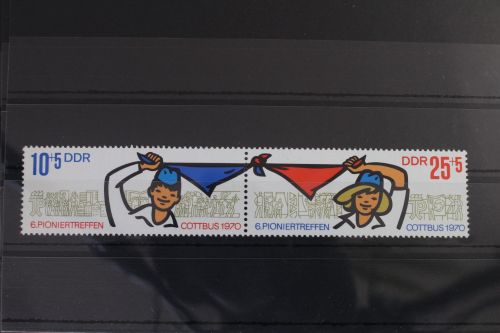 10+5 DDR
6.PIONIERTREFFEN COTTBUS 1970
DDR 25+5
6.PIONIERTREFFEN COTTBUS 1970